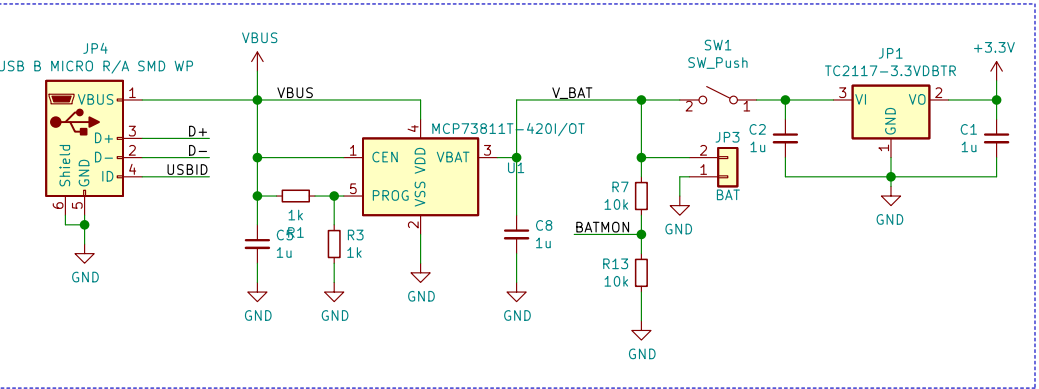 JP4
USB B MICRO R/A SMD WP
VBUS 1
D+ 3
D- 2
ID 4
Shield
GND
6
5
GND
D+
D-
USBID
VBUS
VBUS
C5
1u
GND
1k
R1
R3
1k
GND
MCP73811T-420I/OT
U1
4
1 CEN
5 PROG
VDD
VSS
VBAT 3
2
GND
C8
1u
GND
V_BAT
BATMON
R7
10k
R13
10k
GND
JP3
2
1
BAT
GND
SW1
SW_Push
2
1
C2
1u
JP1
TC2117-3.3VDBTR
3 VI
VO 2
GND
1
GND
+3.3V
C1
1u